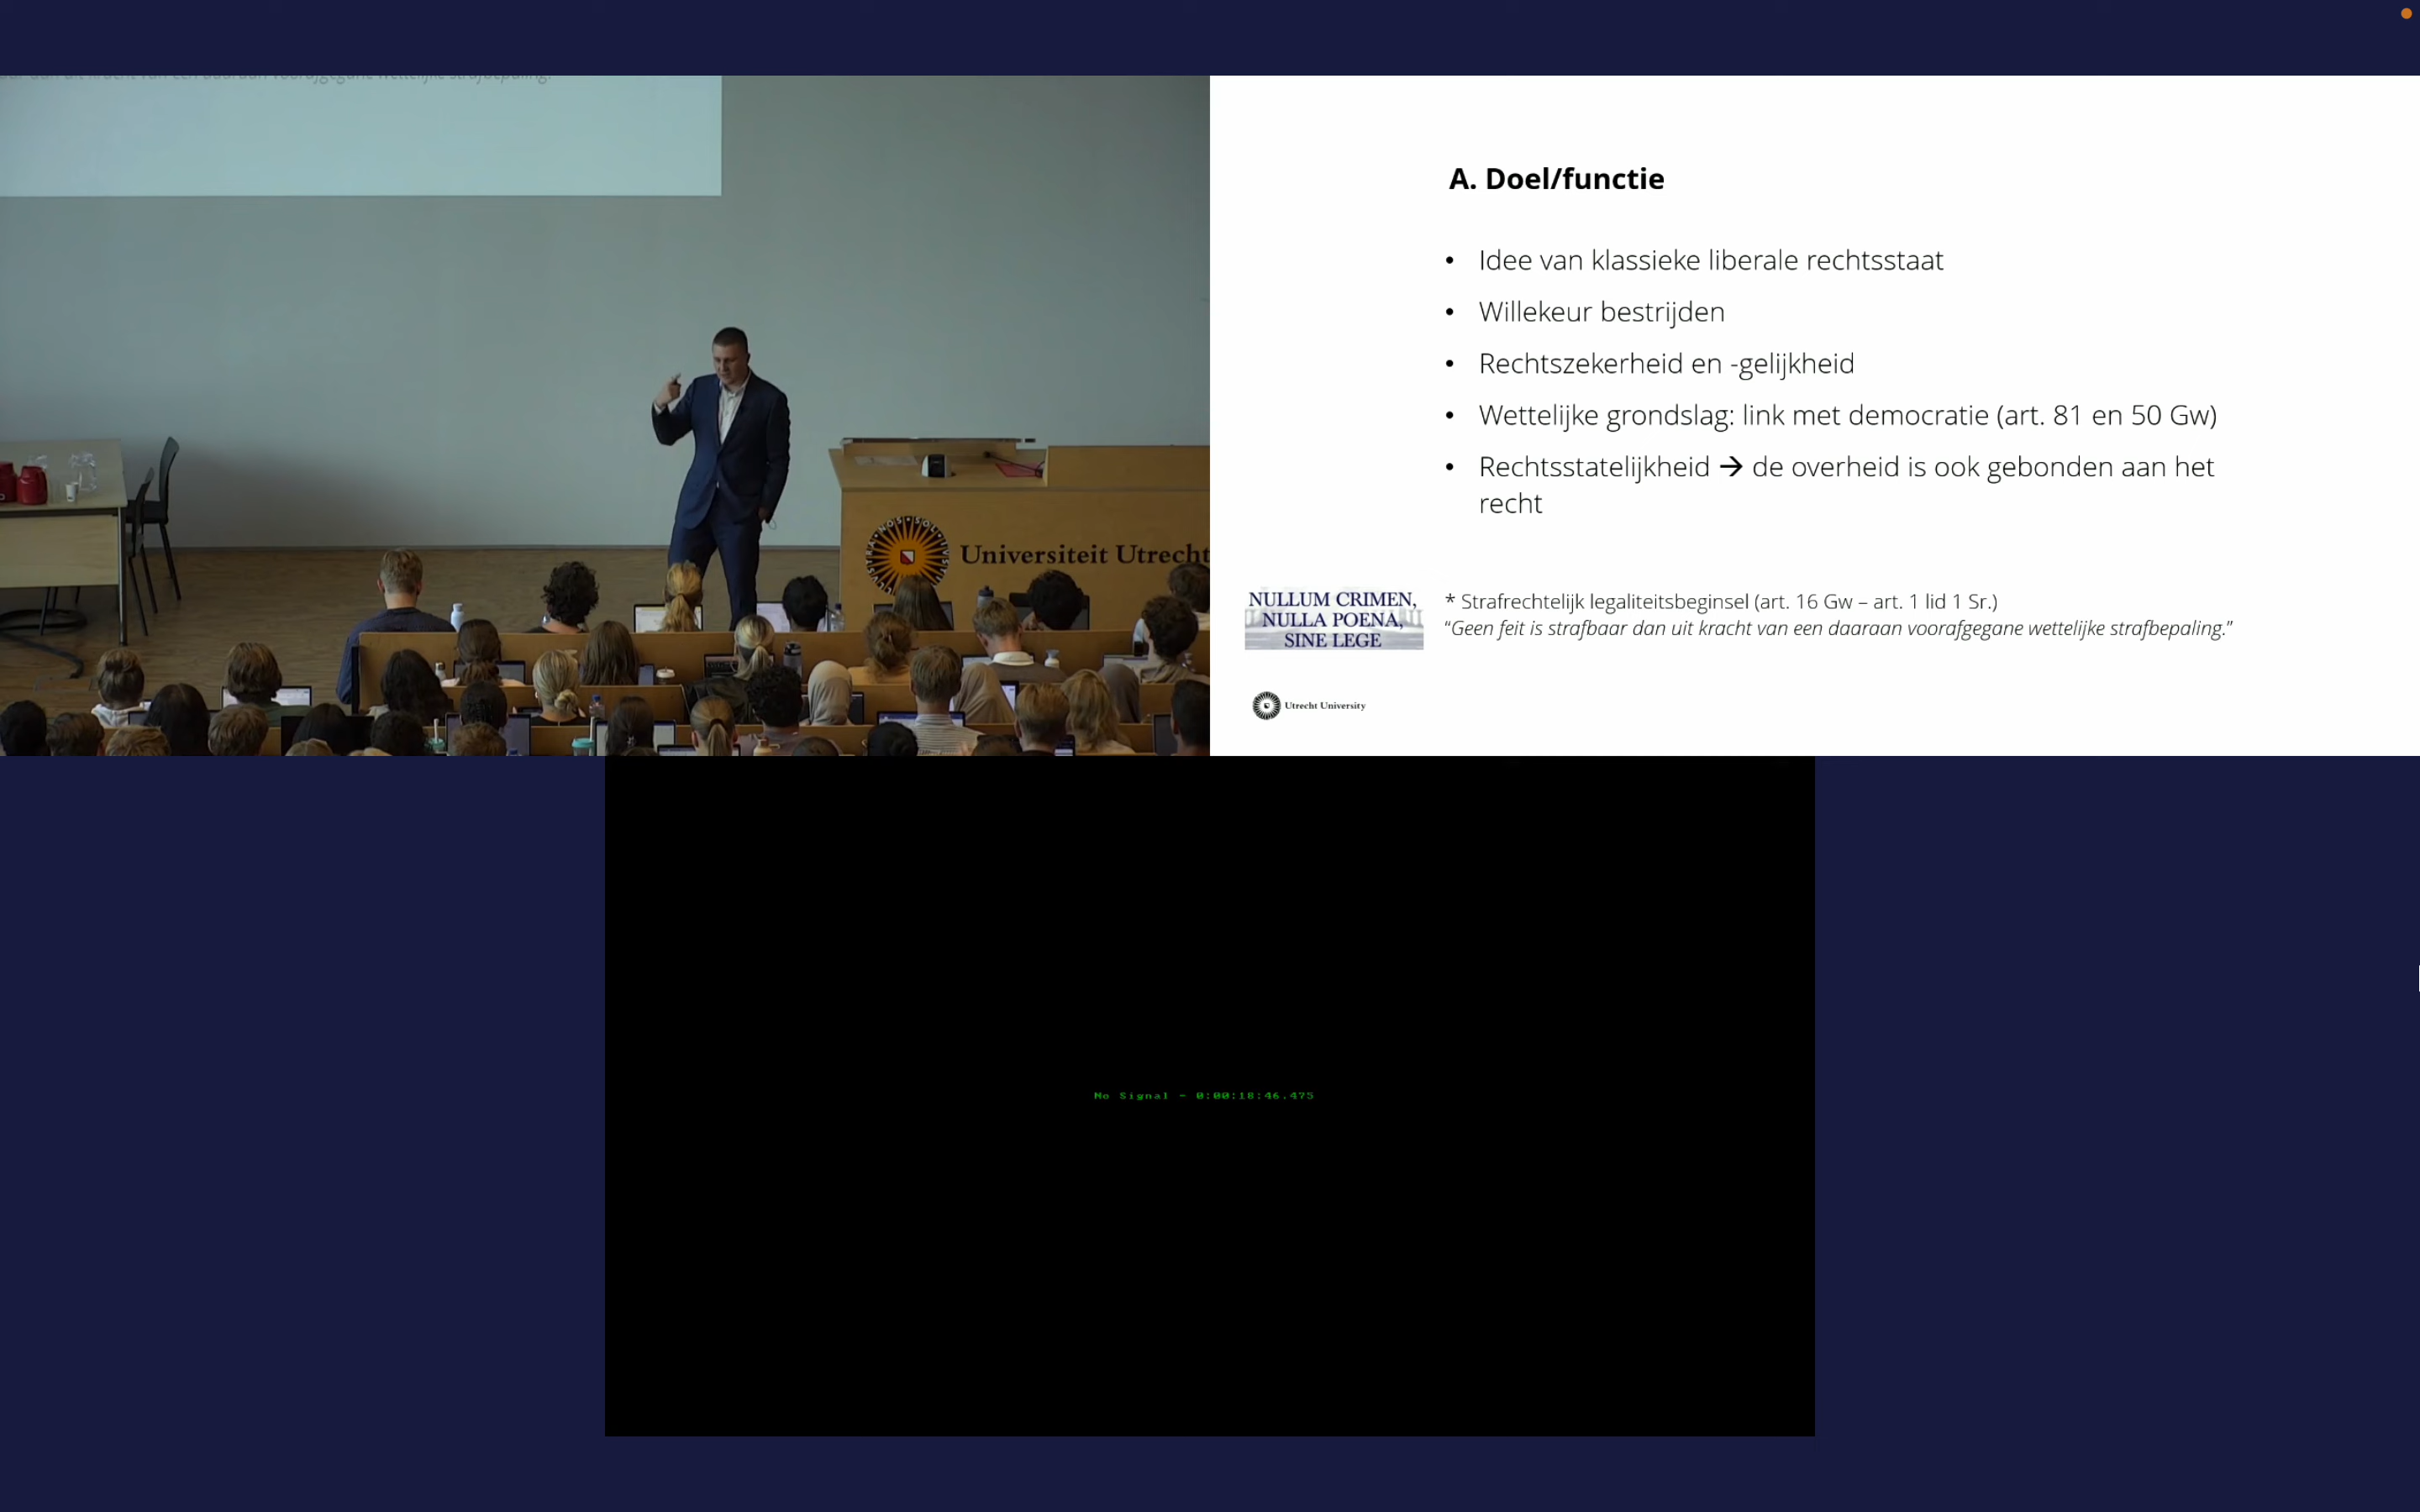 voorafgegane wettelijke strafbepaling.
Universiteit Utrecht
A. Doel/functie
• Idee van klassieke liberale rechtsstaat
• Willekeur bestrijden
• Rechtszekerheid en -gelijkheid
• Wettelijke grondslag: link met democratie (art. 81 en 50 Gw)
• Rechtsstatelijkheid → de overheid is ook gebonden aan het
recht
NULLUM CRIMEN,
NULLA POENA,
SINE LEGE
* Strafrechtelijk legaliteitsbeginsel (art. 16 Gw – art. 1 lid 1 Sr.)
“Geen feit is strafbaar dan uit kracht van een daaraan voorafgegane wettelijke strafbepaling.”
Utrecht University
No Signal - 0:00:18:46.475